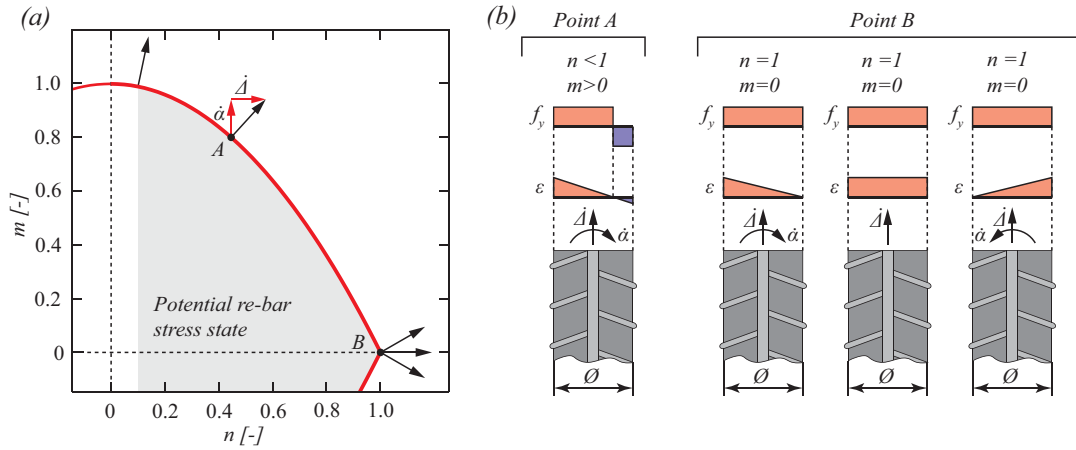 (a)
1.0
0.8
0.6
0.4
0.2
0
m [-]
0
0.2
0.4
0.6
0.8
1.0
n [-]
Δ̇
α̇
A
B
Potential re-bar
stress state
(b)
Point A
Point B
n <1
m>0
n =1
m=0
n =1
m=0
n =1
m=0
f_y
f_y
f_y
f_y
ε
ε
ε
ε
Δ̇
α̇
Δ̇
α̇
Δ̇
α̇
Δ̇
Ø
Ø
Ø
Ø